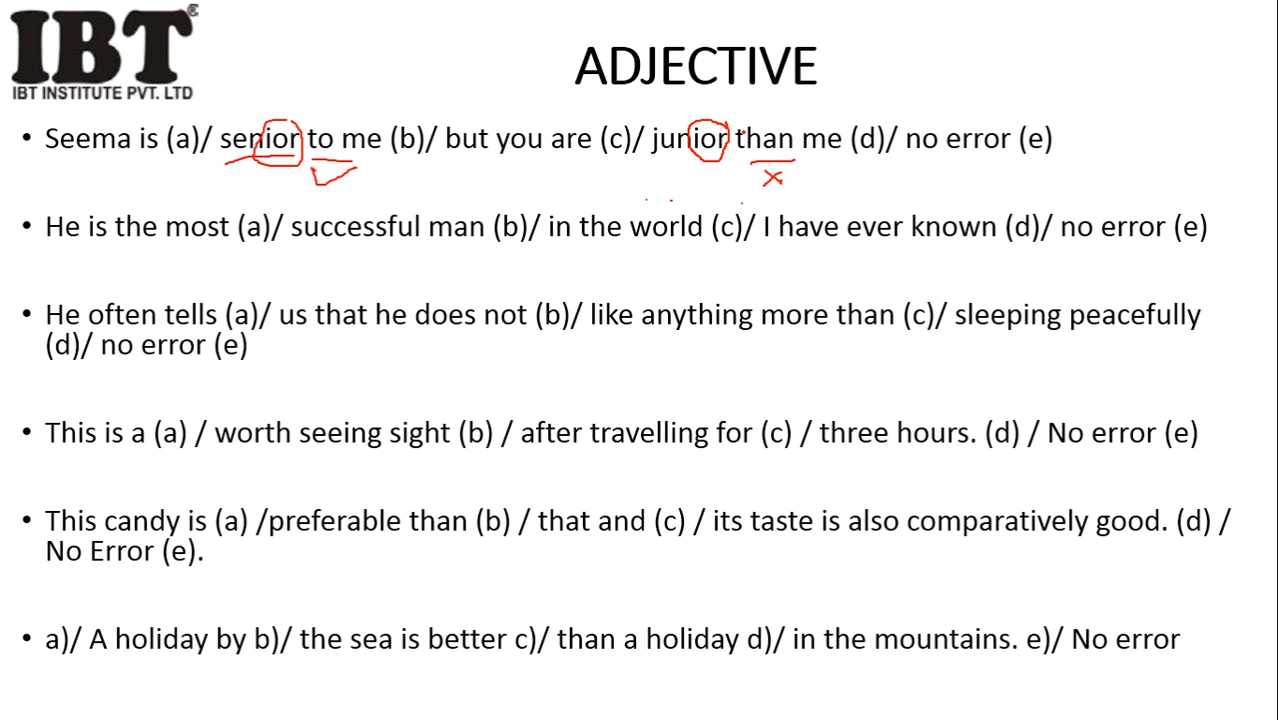 IBT
IBT INSTITUTE PVT. LTD
ADJECTIVE
• Seema is (a)/ senior to me (b)/ but you are (c)/ junior than me (d)/ no error (e)
• He is the most (a)/ successful man (b)/ in the world (c)/ I have ever known (d)/ no error (e)
• He often tells (a)/ us that he does not (b)/ like anything more than (c)/ sleeping peacefully
(d)/ no error (e)
• This is a (a) / worth seeing sight (b) / after travelling for (c) / three hours. (d) / No error (e)
• This candy is (a) /preferable than (b) / that and (c) / its taste is also comparatively good. (d) /
No Error (e).
• a)/ A holiday by b)/ the sea is better c)/ than a holiday d)/ in the mountains. e)/ No error